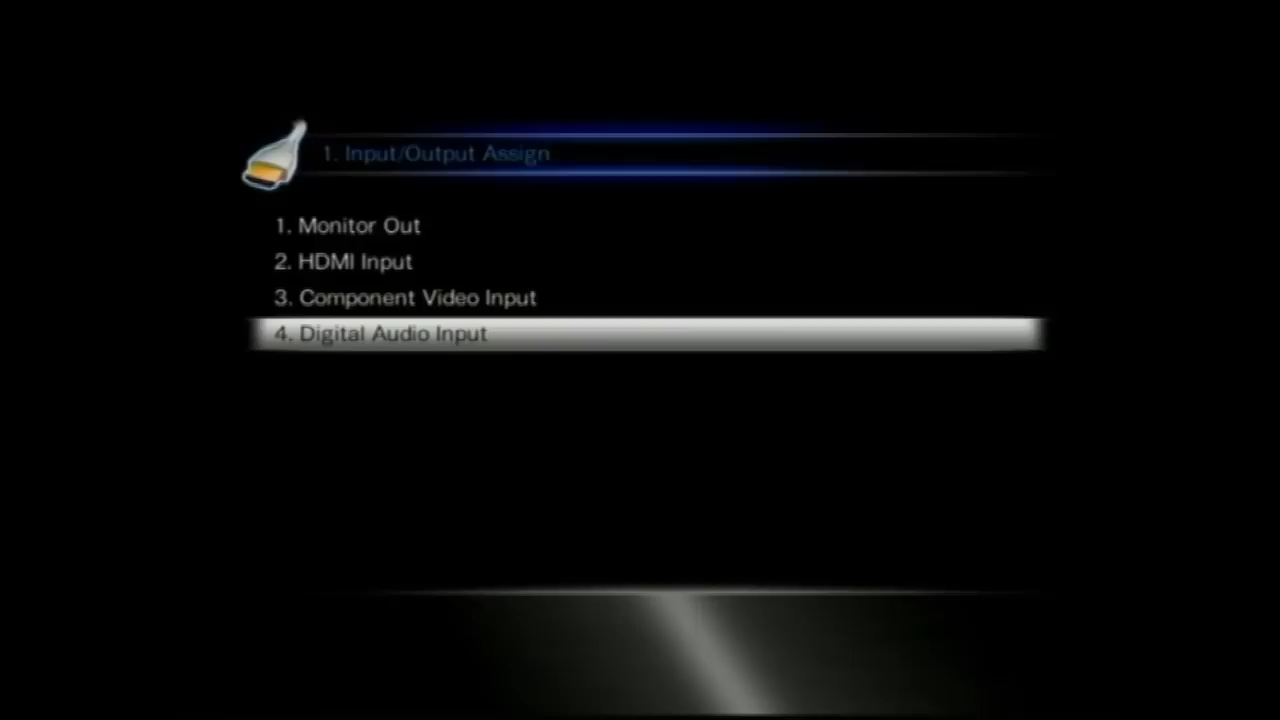 1. Input/Output Assign
1. Monitor Out
2. HDMI Input
3. Component Video Input
4. Digital Audio Input